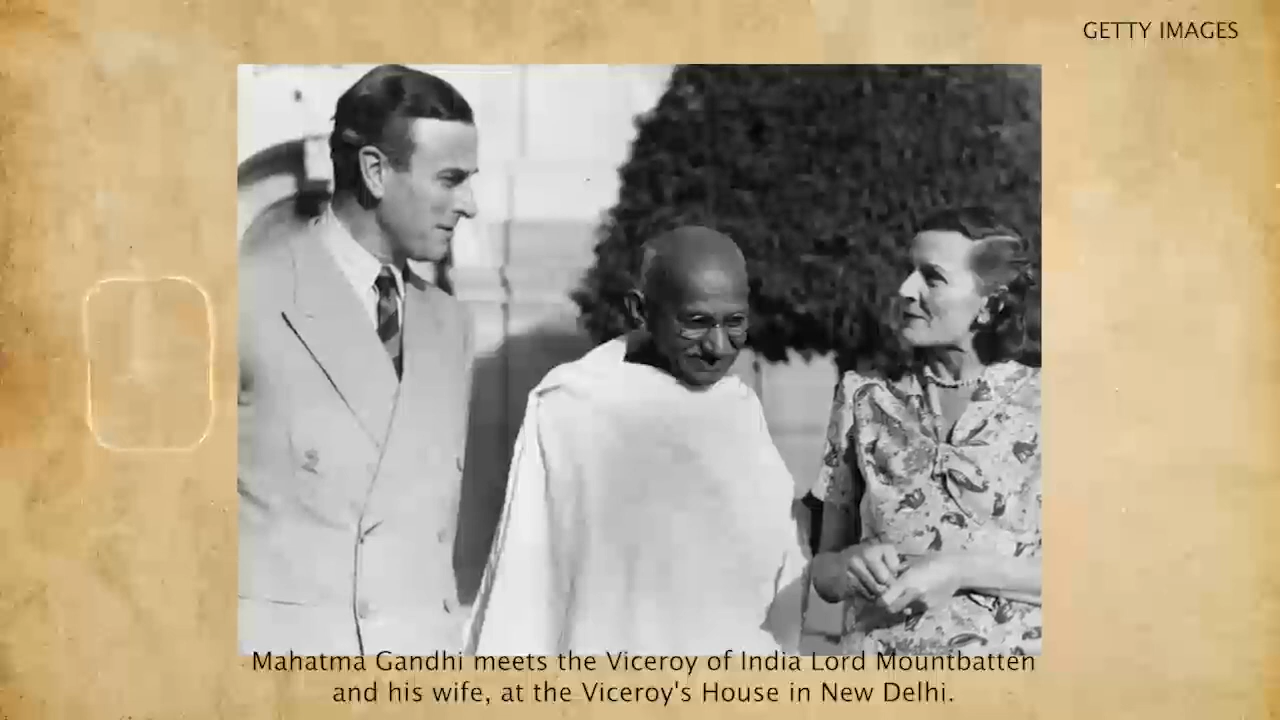 GETTY IMAGES
Mahatma Gandhi meets the Viceroy of India Lord Mountbatten
and his wife, at the Viceroy's House in New Delhi.